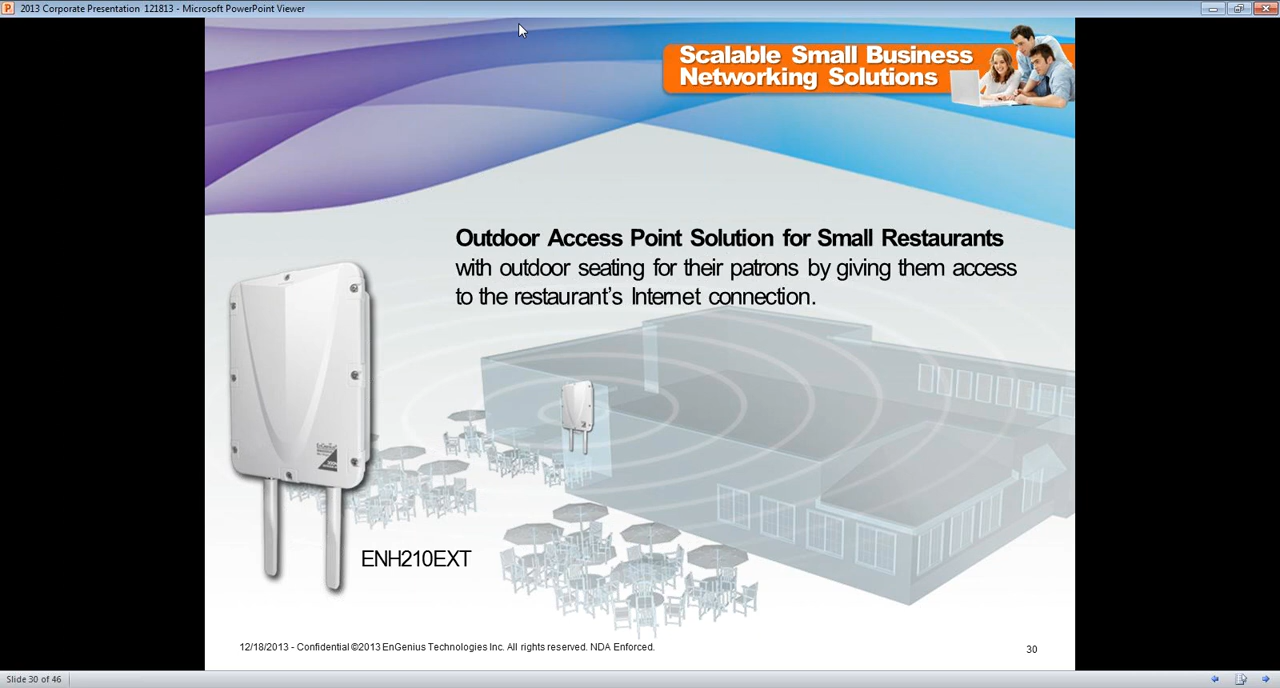 2013 Corporate Presentation 121813 - Microsoft PowerPoint Viewer
Scalable Small Business
Networking Solutions
Outdoor Access Point Solution for Small Restaurants
with outdoor seating for their patrons by giving them access
to the restaurant’s Internet connection.
EnGenius
ENH210EXT
12/18/2013 - Confidential ©2013 EnGenius Technologies Inc. All rights reserved. NDA Enforced.
30
Slide 30 of 46